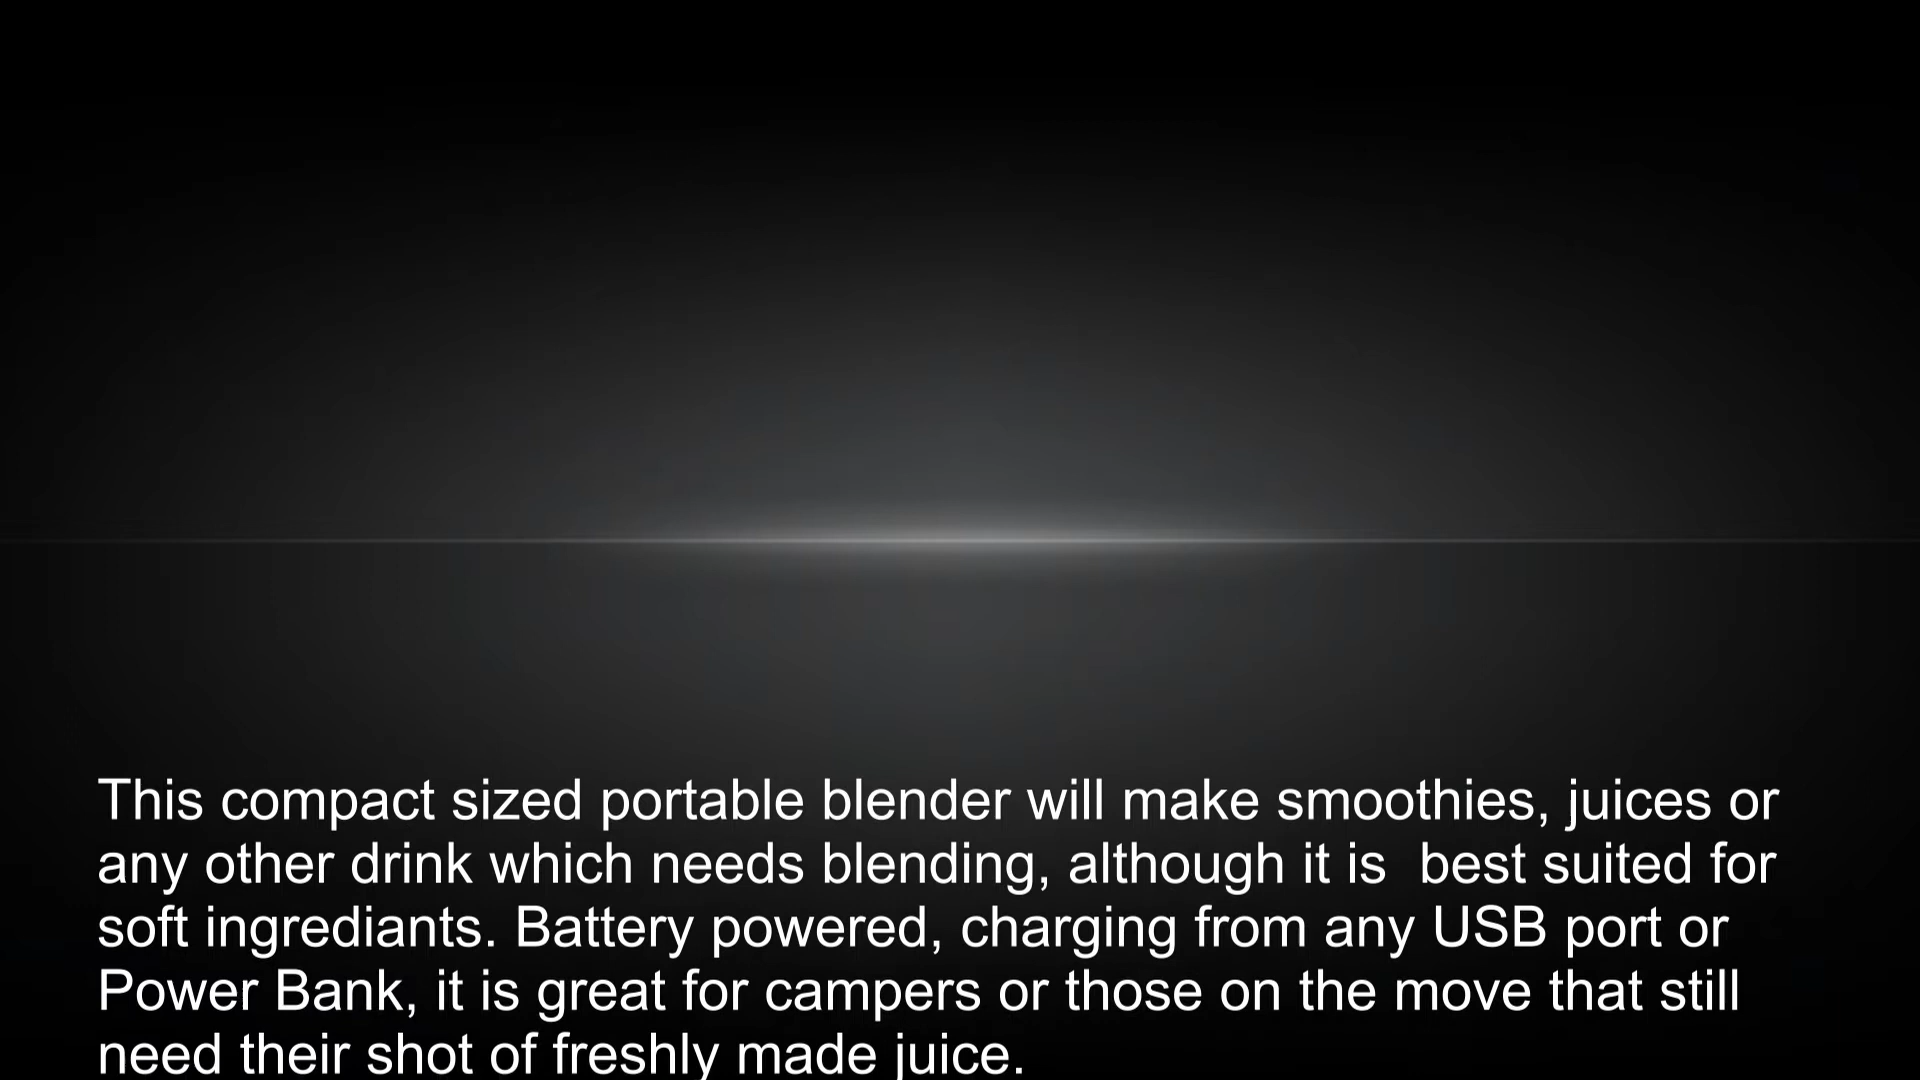 This compact sized portable blender will make smoothies, juices or
any other drink which needs blending, although it is  best suited for
soft ingrediants. Battery powered, charging from any USB port or
Power Bank, it is great for campers or those on the move that still
need their shot of freshly made juice.